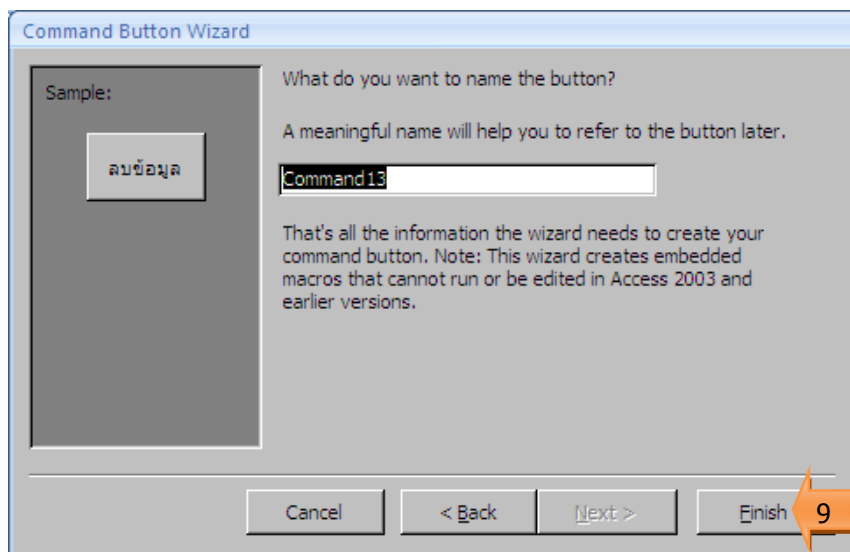 Command Button Wizard
Sample:
ลบข้อมูล
What do you want to name the button?
A meaningful name will help you to refer to the button later.
Command13
That's all the information the wizard needs to create your
command button. Note: This wizard creates embedded
macros that cannot run or be edited in Access 2003 and
earlier versions.
Cancel
< Back
Next >
Finish
9